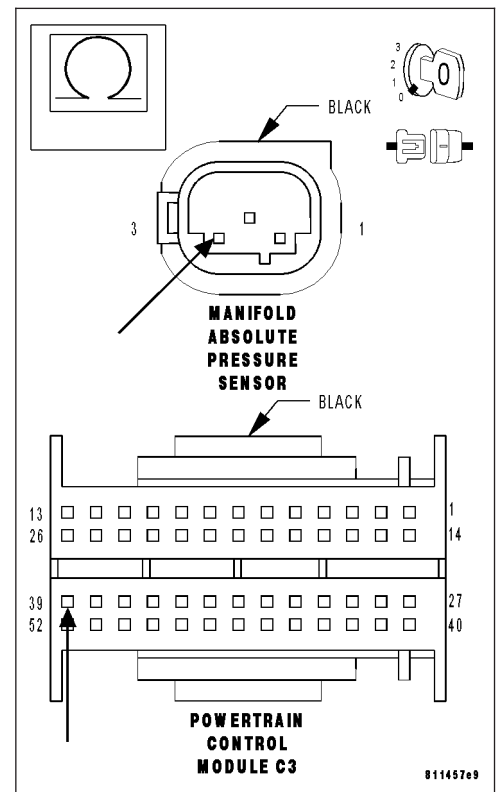 3
2
1
0
BLACK
3
1
MANIFOLD
ABSOLUTE
PRESSURE
SENSOR
BLACK
13
1
26
14
39
27
52
40
POWERTRAIN
CONTROL
MODULE C3
811457e9